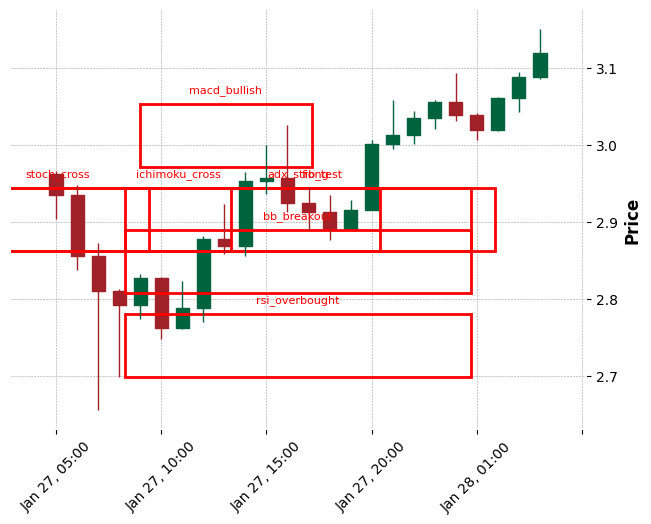 macd_bullish
stoch_cross
ichimoku_cross
adx_strong
fib_test
bb_breakout
rsi_overbought
3.1
3.0
2.9
2.8
2.7
Price
Jan 27, 05:00
Jan 27, 10:00
Jan 27, 15:00
Jan 27, 20:00
Jan 28, 01:00